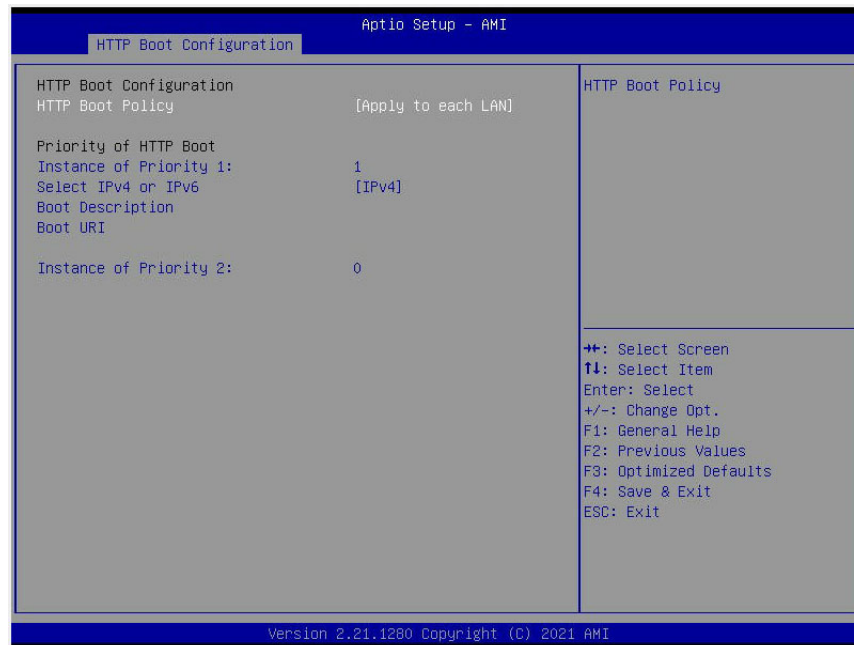 Aptio Setup – AMI
HTTP Boot Configuration
HTTP Boot Configuration
HTTP Boot Policy [Apply to each LAN]
Priority of HTTP Boot
Instance of Priority 1: 1
Select IPv4 or IPv6 [IPv4]
Boot Description
Boot URI
Instance of Priority 2: 0
HTTP Boot Policy
→←: Select Screen
↑↓: Select Item
Enter: Select
+/-: Change Opt.
F1: General Help
F2: Previous Values
F3: Optimized Defaults
F4: Save & Exit
ESC: Exit
Version 2.21.1280 Copyright (C) 2021 AMI